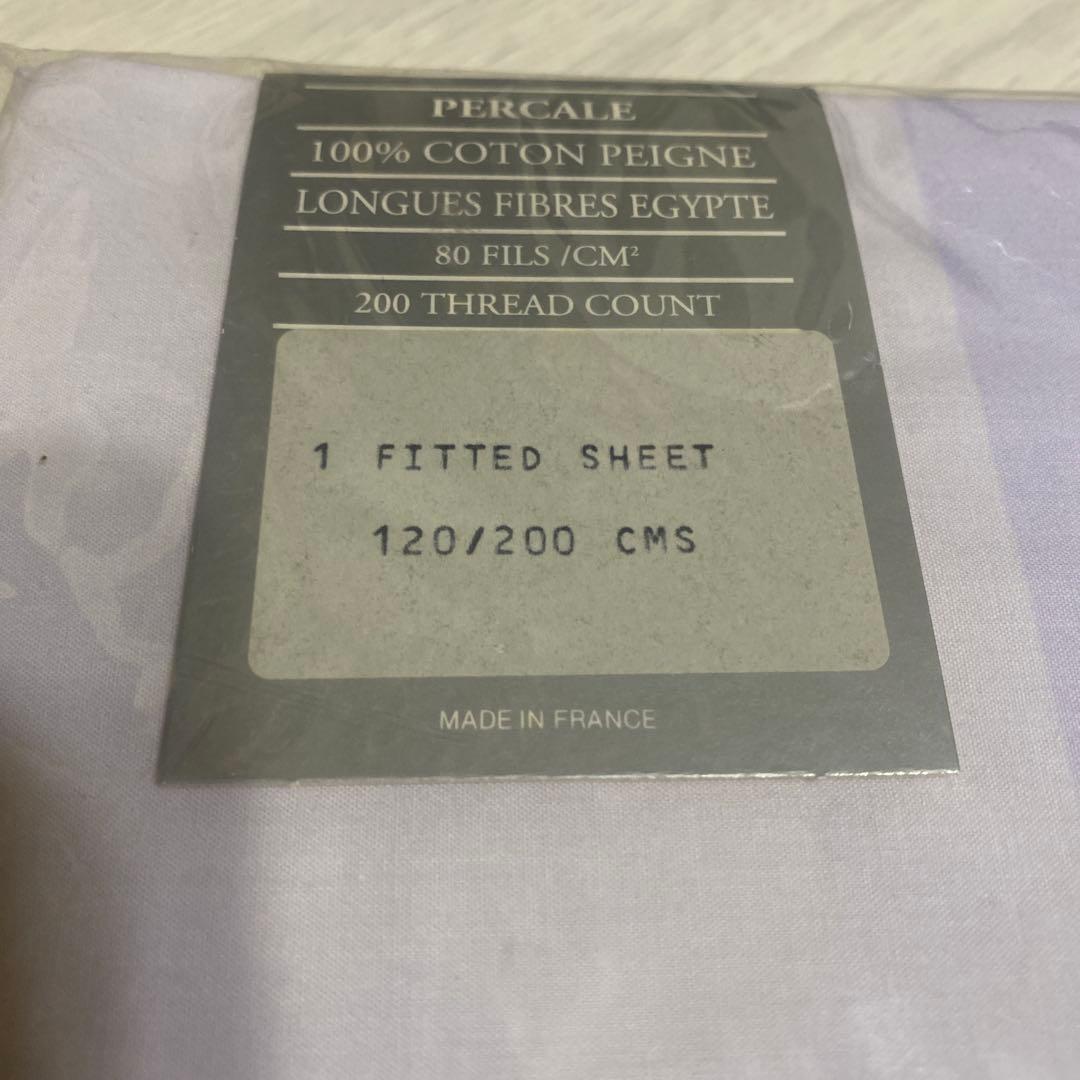 PERCALE
100% COTON PEIGNE
LONGUES FIBRES EGYPTE
80 FILS /CM²
200 THREAD COUNT
1 FITTED SHEET
120/200 CMS
MADE IN FRANCE